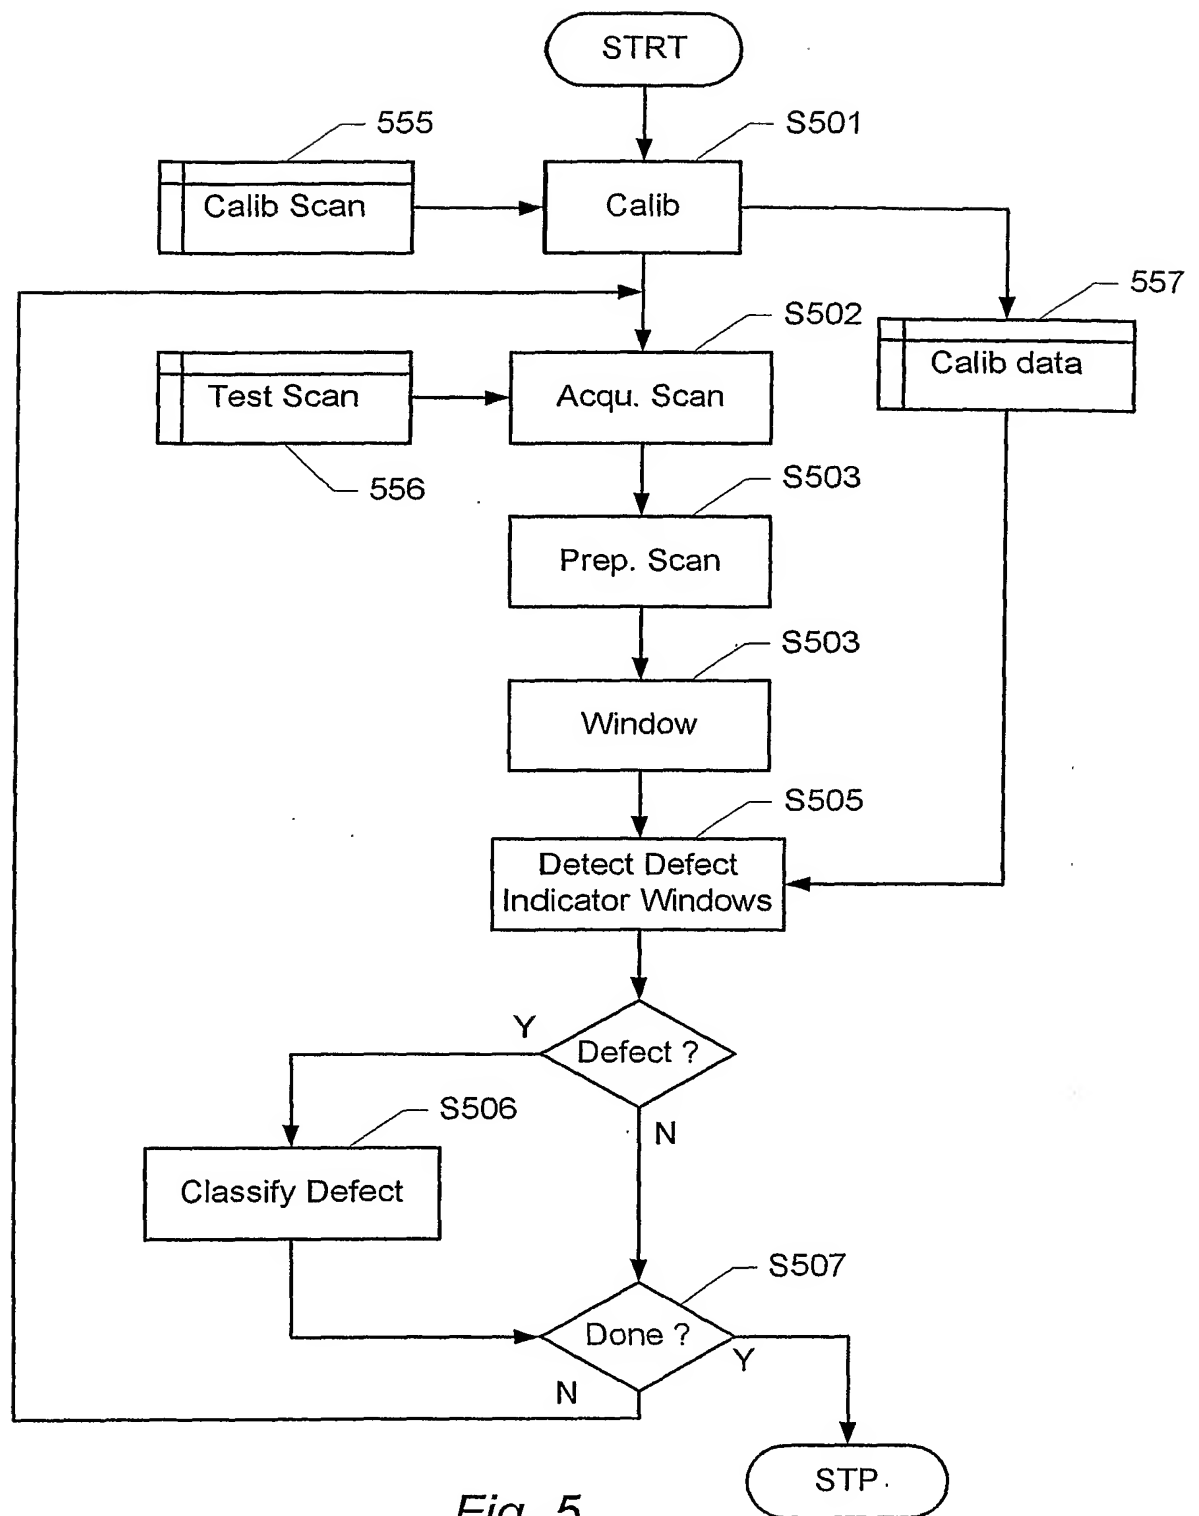 STRT
555
S501
Calib Scan
Calib
557
S502
Calib data
Test Scan
Acqu. Scan
556
S503
Prep. Scan
S503
Window
S505
Detect Defect
Indicator Windows
Y
Defect ?
N
S506
Classify Defect
S507
Done ?
Y
N
STP
Fig. 5